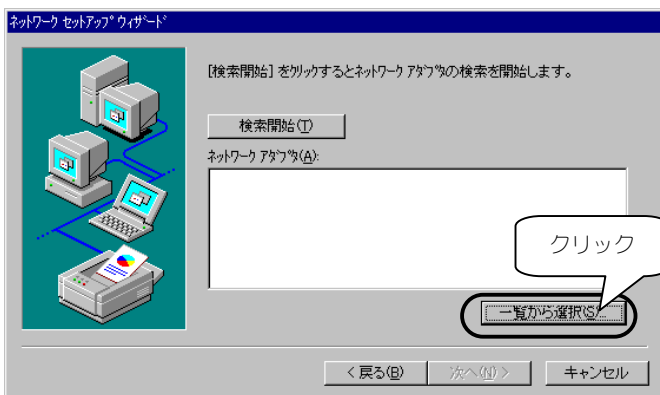 ネットワーク セットアップ ウィザード
[検索開始] をクリックするとネットワーク アダプタの検索を開始します。
検索開始(T)
ネットワーク アダプタ(A):
クリック
一覧から選択(S)...
< 戻る(B)
次へ(N) >
キャンセル